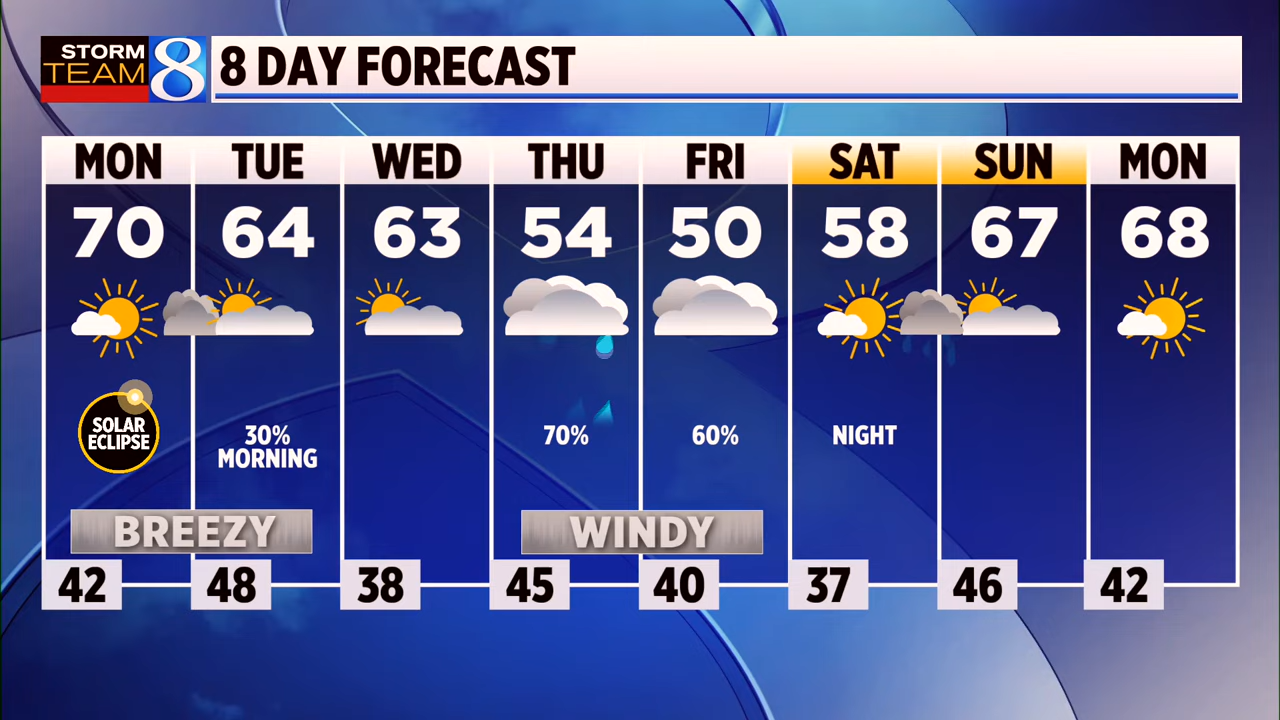 STORM
TEAM 8
8 DAY FORECAST
MON TUE WED THU FRI SAT SUN MON
70 64 63 54 50 58 67 68
SOLAR
ECLIPSE
30%
MORNING
70%
60%
NIGHT
BREEZY
WINDY
42 48 38 45 40 37 46 42